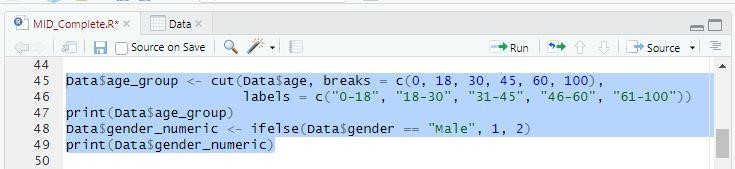 MID_Complete.R*
Data
Source on Save
Run
Source
44
45 Data$age_group <- cut(Data$age, breaks = c(0, 18, 30, 45, 60, 100),
46 labels = c("0-18", "18-30", "31-45", "46-60", "61-100"))
47 print(Data$age_group)
48 Data$gender_numeric <- ifelse(Data$gender == "Male", 1, 2)
49 print(Data$gender_numeric)
50